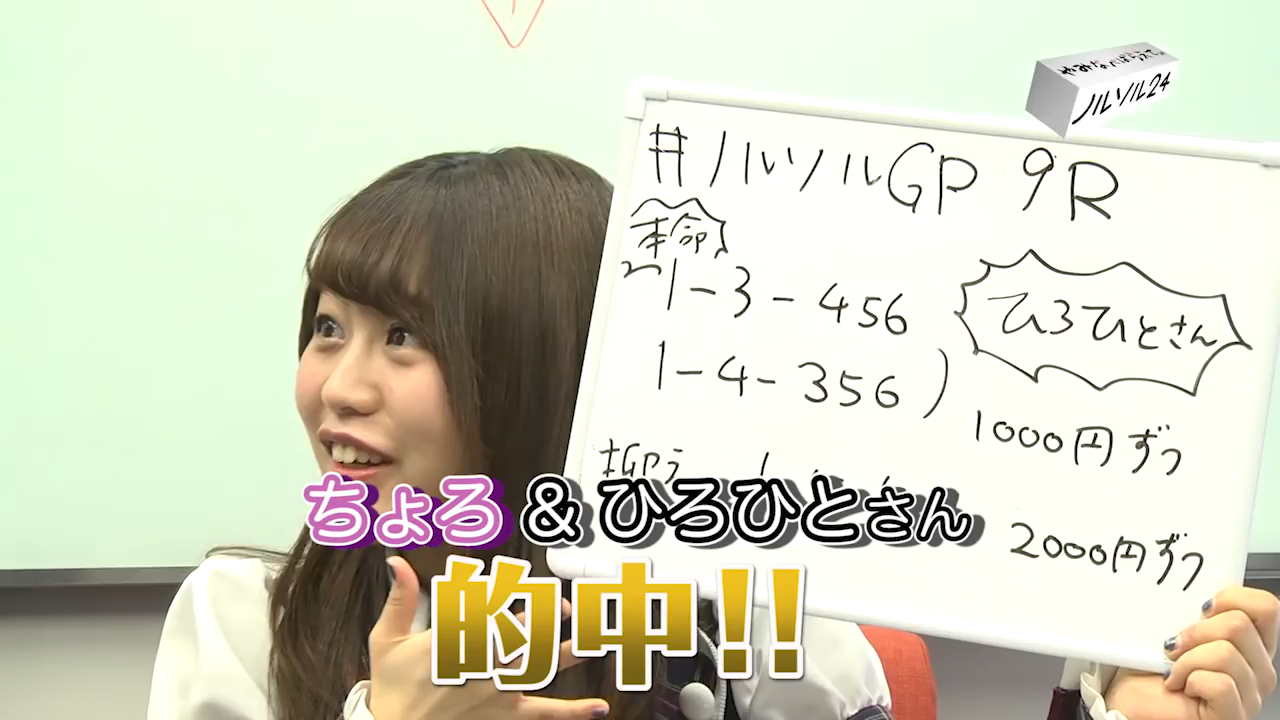 ノルソル24
#ノルソルGP 9R
本命
1-3-456
ひろひとさん
1-4-356)
1000円ずつ
2000円ずつ
ちょろ&ひろひとさん
的中!!